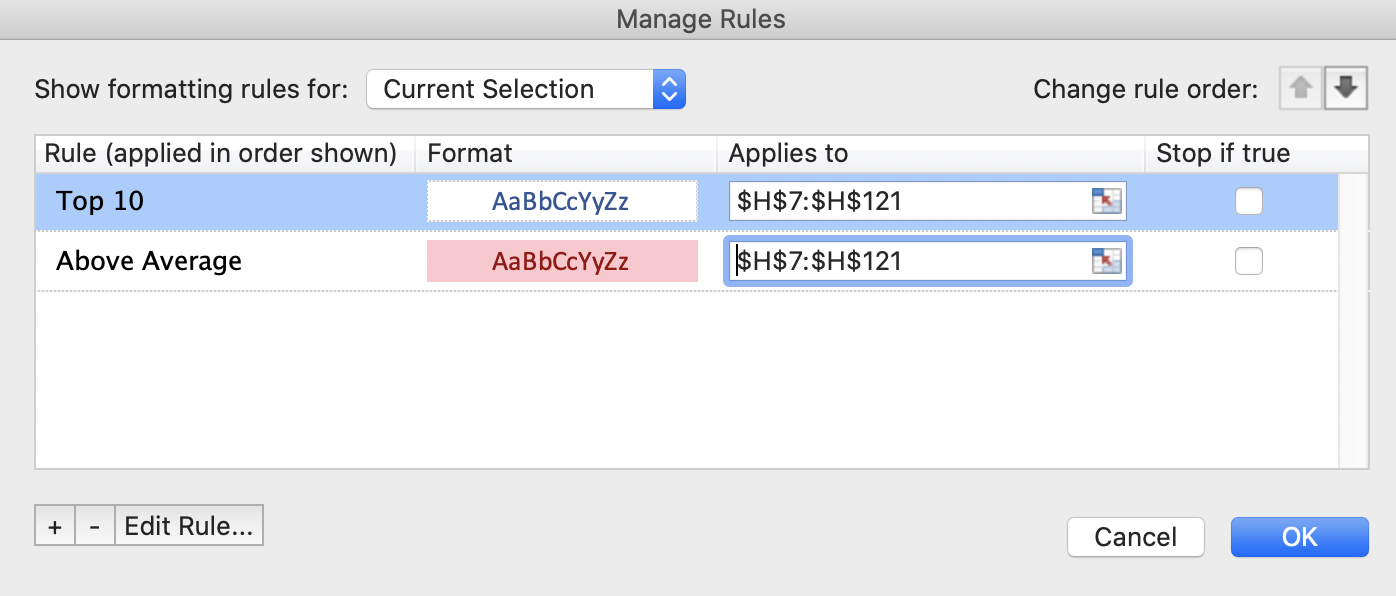 Manage Rules
Show formatting rules for: Current Selection Change rule order:
Rule (applied in order shown) Format Applies to Stop if true
Top 10 AaBbCcYyZz $H$7:$H$121
Above Average AaBbCcYyZz $H$7:$H$121
+ - Edit Rule... Cancel OK